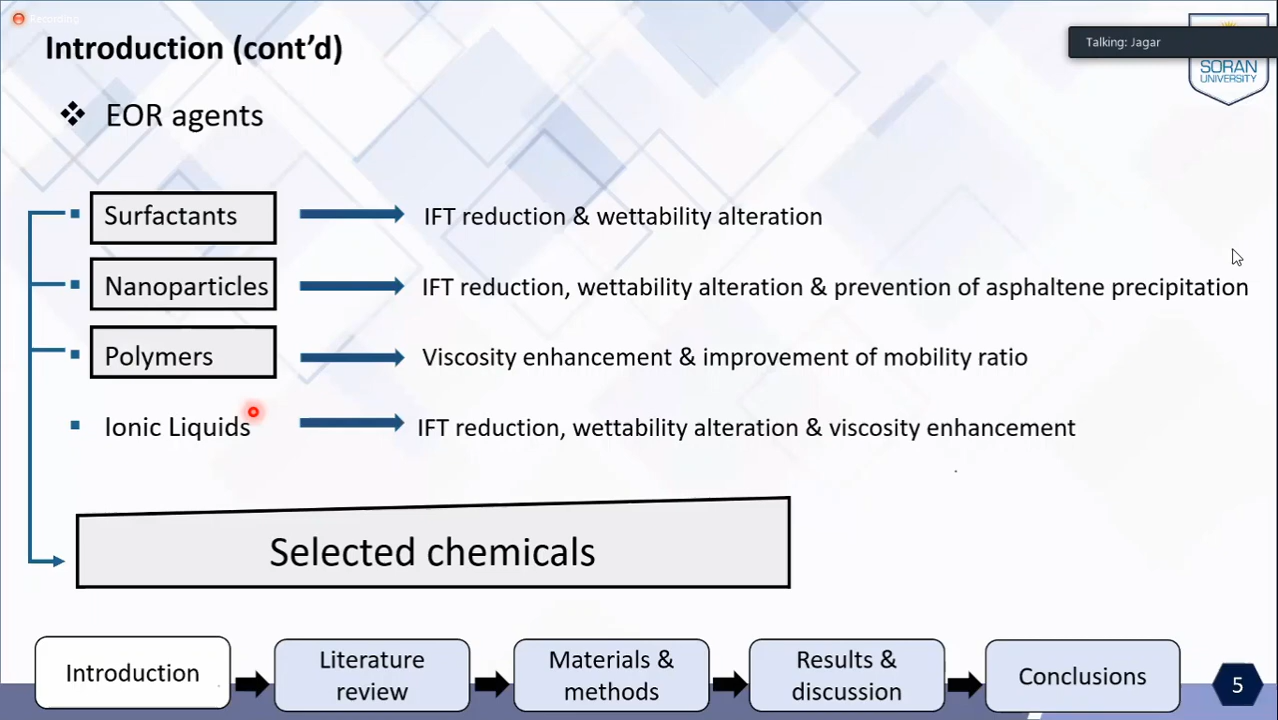 Recording
Introduction (cont’d)
Talking: Jagar
SORAN
UNIVERSITY
EOR agents
Surfactants
IFT reduction & wettability alteration
Nanoparticles
IFT reduction, wettability alteration & prevention of asphaltene precipitation
Polymers
Viscosity enhancement & improvement of mobility ratio
Ionic Liquids
IFT reduction, wettability alteration & viscosity enhancement
Selected chemicals
Introduction
Literature
review
Materials &
methods
Results &
discussion
Conclusions
5